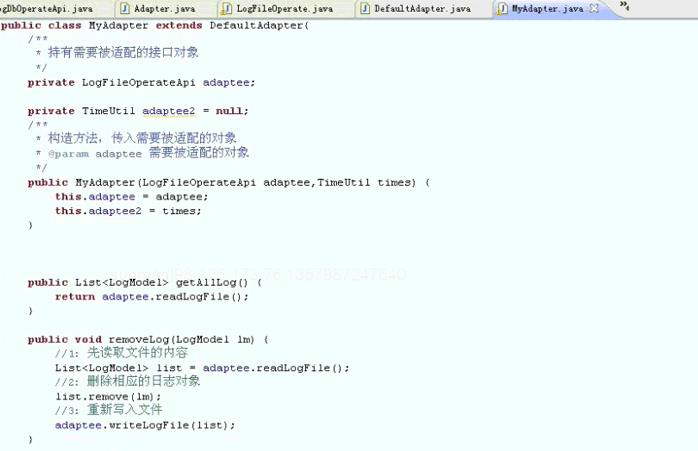 gDbOperateApi.java Adapter.java LogFileOperate.java DefaultAdapter.java MyAdapter.java
public class MyAdapter extends DefaultAdapter{
/**
* 持有需要被适配的接口对象
*/
private LogFileOperateApi adaptee;
private TimeUtil adaptee2 = null;
/**
* 构造方法，传入需要被适配的对象
* @param adaptee 需要被适配的对象
*/
public MyAdapter(LogFileOperateApi adaptee,TimeUtil times) {
this.adaptee = adaptee;
this.adaptee2 = times;
}
public List<LogModel> getAllLog() {
return adaptee.readLogFile();
}
public void removeLog(LogModel lm) {
//1: 先读取文件的内容
List<LogModel> list = adaptee.readLogFile();
//2: 删除相应的日志对象
list.remove(lm);
//3: 重新写入文件
adaptee.writeLogFile(list);
}